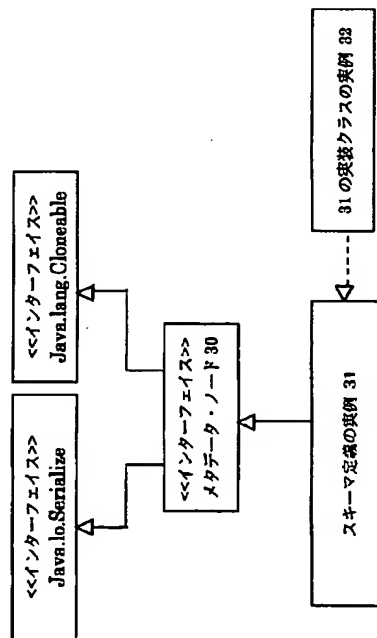 <<インターフェイス>>
Java.Io.Serialize
<<インターフェイス>>
Java.lang.Cloneable
<<インターフェイス>>
メタデータ・ノード 30
スキーマ定義の実例 31
31 の実装クラスの実例 32